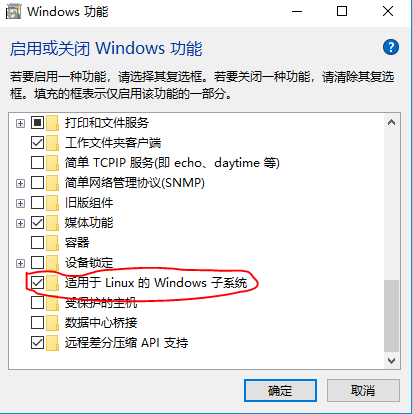 Windows 功能
启用或关闭 Windows 功能
若要启用一种功能，请选择其复选框。若要关闭一种功能，请清除其复选
框。填充的框表示仅启用该功能的一部分。
打印和文件服务
工作文件夹客户端
简单 TCPIP 服务(即 echo、daytime 等)
简单网络管理协议(SNMP)
旧版组件
媒体功能
容器
设备锁定
适用于 Linux 的 Windows 子系统
受保护的主机
数据中心桥接
远程差分压缩 API 支持
确定
取消